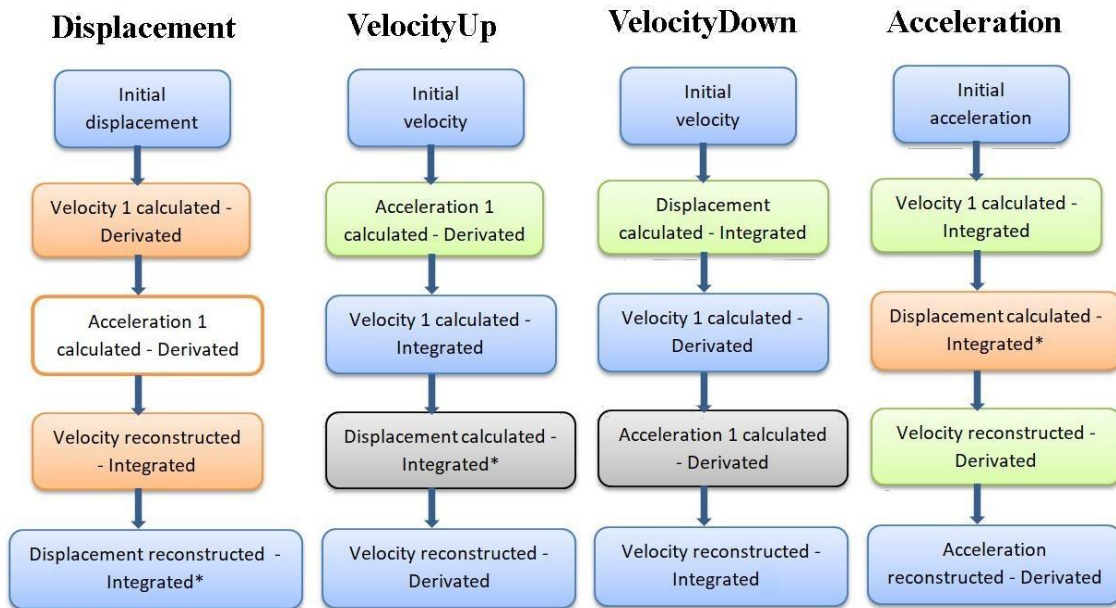 Displacement
Initial
displacement
Velocity 1 calculated -
Derivated
Acceleration 1
calculated - Derivated
Velocity reconstructed
- Integrated
Displacement reconstructed -
Integrated*
VelocityUp
Initial
velocity
Acceleration 1
calculated - Derivated
Velocity 1 calculated -
Integrated
Displacement calculated -
Integrated*
Velocity reconstructed -
Derivated
VelocityDown
Initial
velocity
Displacement
calculated - Integrated
Velocity 1 calculated -
Derivated
Acceleration 1 calculated
- Derivated
Velocity reconstructed -
Integrated
Acceleration
Initial
acceleration
Velocity 1 calculated -
Integrated
Displacement calculated -
Integrated*
Velocity reconstructed -
Derivated
Acceleration
reconstructed - Derivated